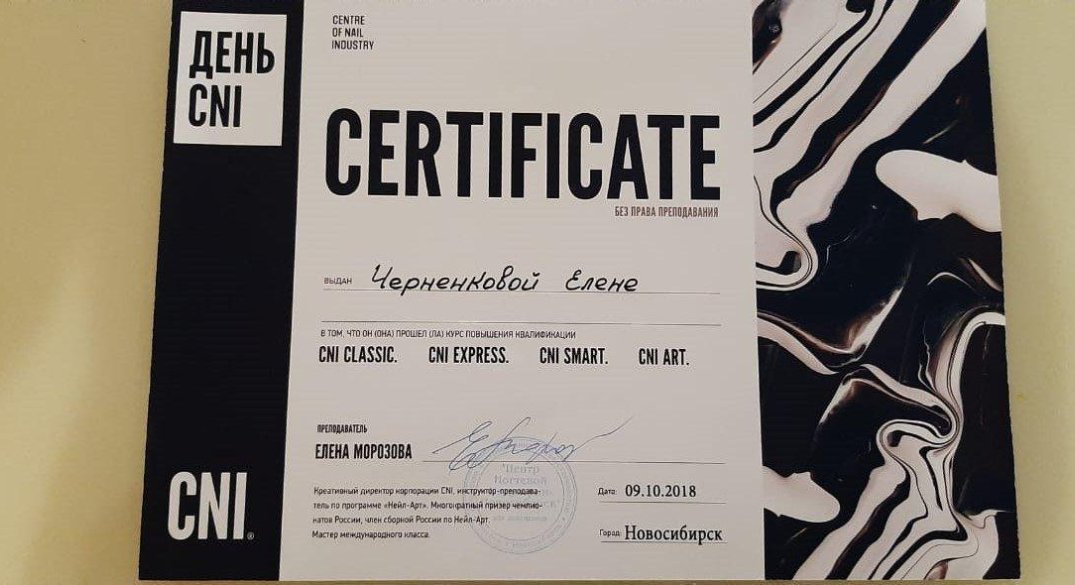 ДЕНЬ
CNI
CENTRE
OF NAIL
INDUSTRY
CERTIFICATE
БЕЗ ПРАВА ПРЕПОДАВАНИЯ
ВЫДАН Черненковой Елене
В ТОМ, ЧТО ОН (ОНА) ПРОШЕЛ (ЛА) КУРС ПОВЫШЕНИЯ КВАЛИФИКАЦИИ
CNI CLASSIC. CNI EXPRESS. CNI SMART. CNI ART.
ПРЕПОДАВАТЕЛЬ
ЕЛЕНА МОРОЗОВА
Креативный директор корпорации CNI, инструктор-преподава-
тель по программе «Нейл-Арт». Многократный призер чемпио-
натов России, член сборной России по Нейл-Арт.
Мастер международного класса.
"Центр
Ногтевой
Дата: 09.10.2018
Город: Новосибирск
CNI®